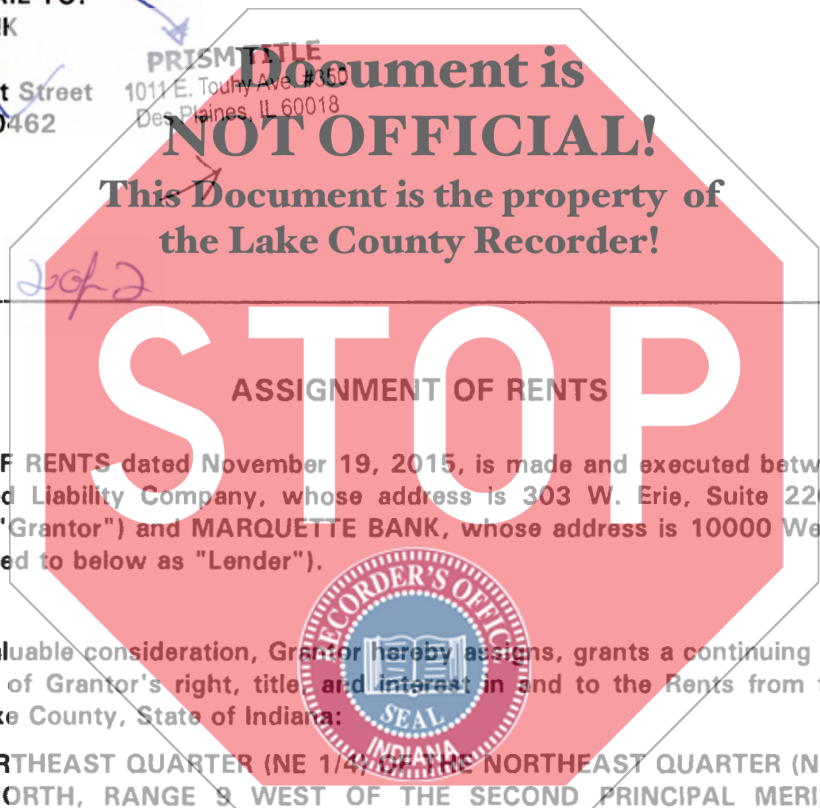 AIL TO:
NK
PRISM TITLE
t Street
1011 E. Touhy Ave. #350
0462
Des Plaines, IL 60018
Document is
NOT OFFICIAL!
This Document is the property of
the Lake County Recorder!
2 of 2
STOP
ASSIGNMENT OF RENTS
F RENTS dated November 19, 2015, is made and executed betw
d Liability Company, whose address is 303 W. Erie, Suite 22
"Grantor") and MARQUETTE BANK, whose address is 10000 We
ed to below as "Lender").
RECORDER'S OFFICE
SEAL
INDIANA
luable consideration, Grantor hereby assigns, grants a continuing
of Grantor's right, title, and interest in and to the Rents from
ke County, State of Indiana:
RTHEAST QUARTER (NE 1/4) OF THE NORTHEAST QUARTER (N
ORTH, RANGE 9 WEST OF THE SECOND PRINCIPAL MERI